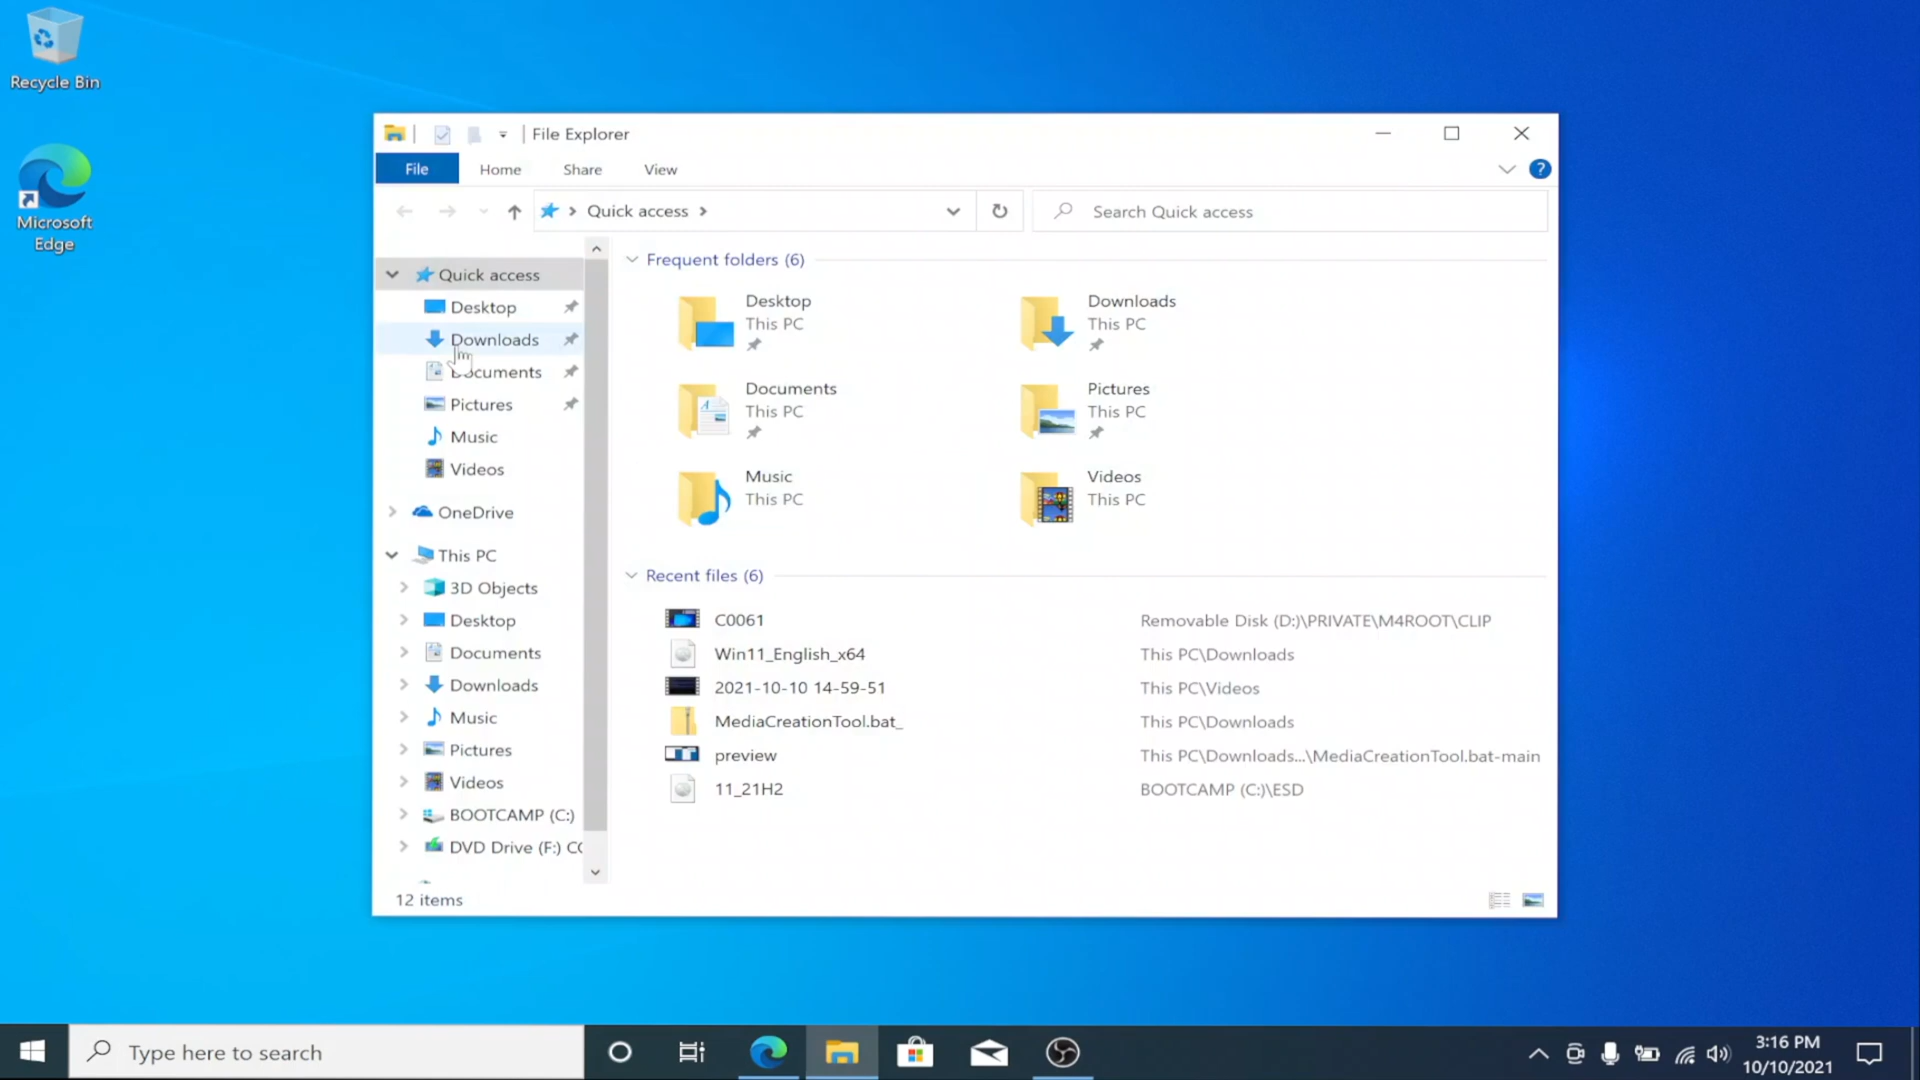 Recycle Bin
Microsoft
Edge
File Explorer
File
Home
Share
View
Quick access
Search Quick access
Quick access
Desktop
Downloads
Documents
Pictures
Music
Videos
OneDrive
This PC
3D Objects
Desktop
Documents
Downloads
Music
Pictures
Videos
BOOTCAMP (C:)
DVD Drive (F:) CC
Frequent folders (6)
Desktop
This PC
Downloads
This PC
Documents
This PC
Pictures
This PC
Music
This PC
Videos
This PC
Recent files (6)
C0061
Removable Disk (D:)\PRIVATE\M4ROOT\CLIP
Win11_English_x64
This PC\Downloads
2021-10-10 14-59-51
This PC\Videos
MediaCreationTool.bat_
This PC\Downloads
preview
This PC\Downloads...\MediaCreationTool.bat-main
11_21H2
BOOTCAMP (C:)\ESD
12 items
Type here to search
3:16 PM
10/10/2021